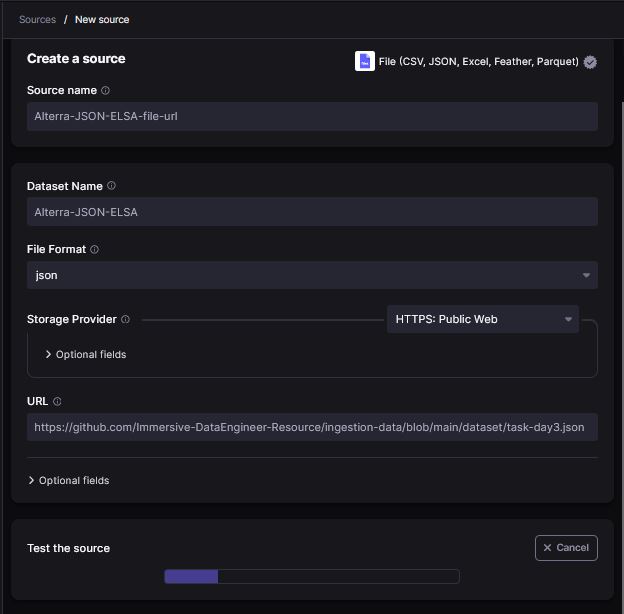 Sources / New source
Create a source
File (CSV, JSON, Excel, Feather, Parquet)
Source name
Alterra-JSON-ELSA-file-url
Dataset Name
Alterra-JSON-ELSA
File Format
json
Storage Provider
HTTPS: Public Web
Optional fields
URL
https://github.com/Immersive-DataEngineer-Resource/ingestion-data/blob/main/dataset/task-day3.json
Optional fields
Test the source
Cancel